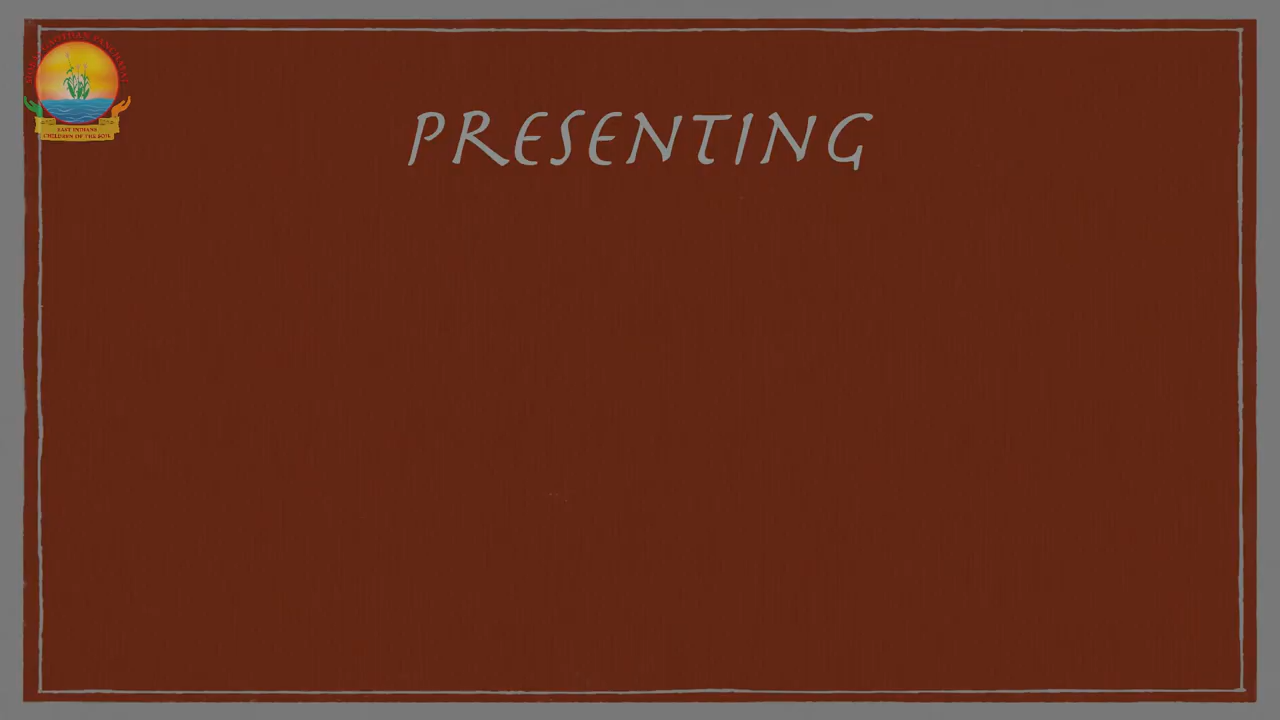 PRESENTING
EAST INDIANS
CHILDREN OF THE SOIL